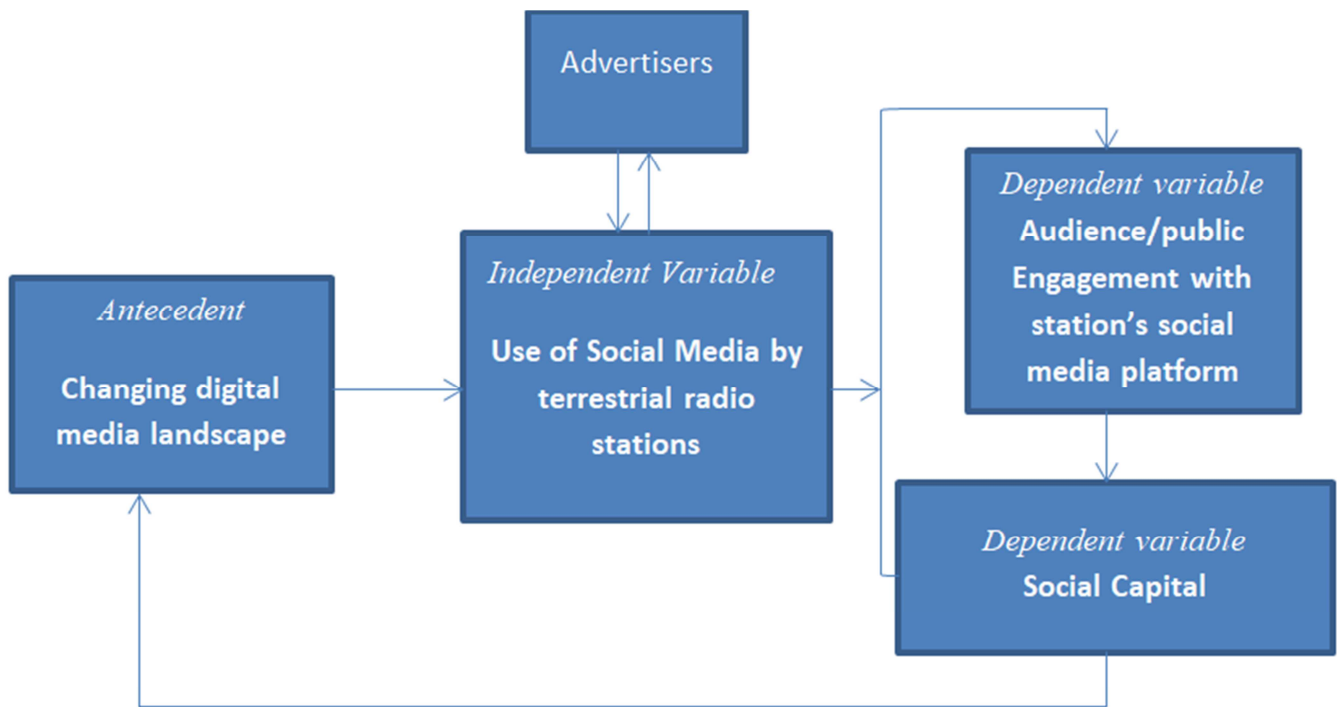 Advertisers
Antecedent
Changing digital
media landscape
Independent Variable
Use of Social Media by
terrestrial radio
stations
Dependent variable
Audience/public
Engagement with
station’s social
media platform
Dependent variable
Social Capital